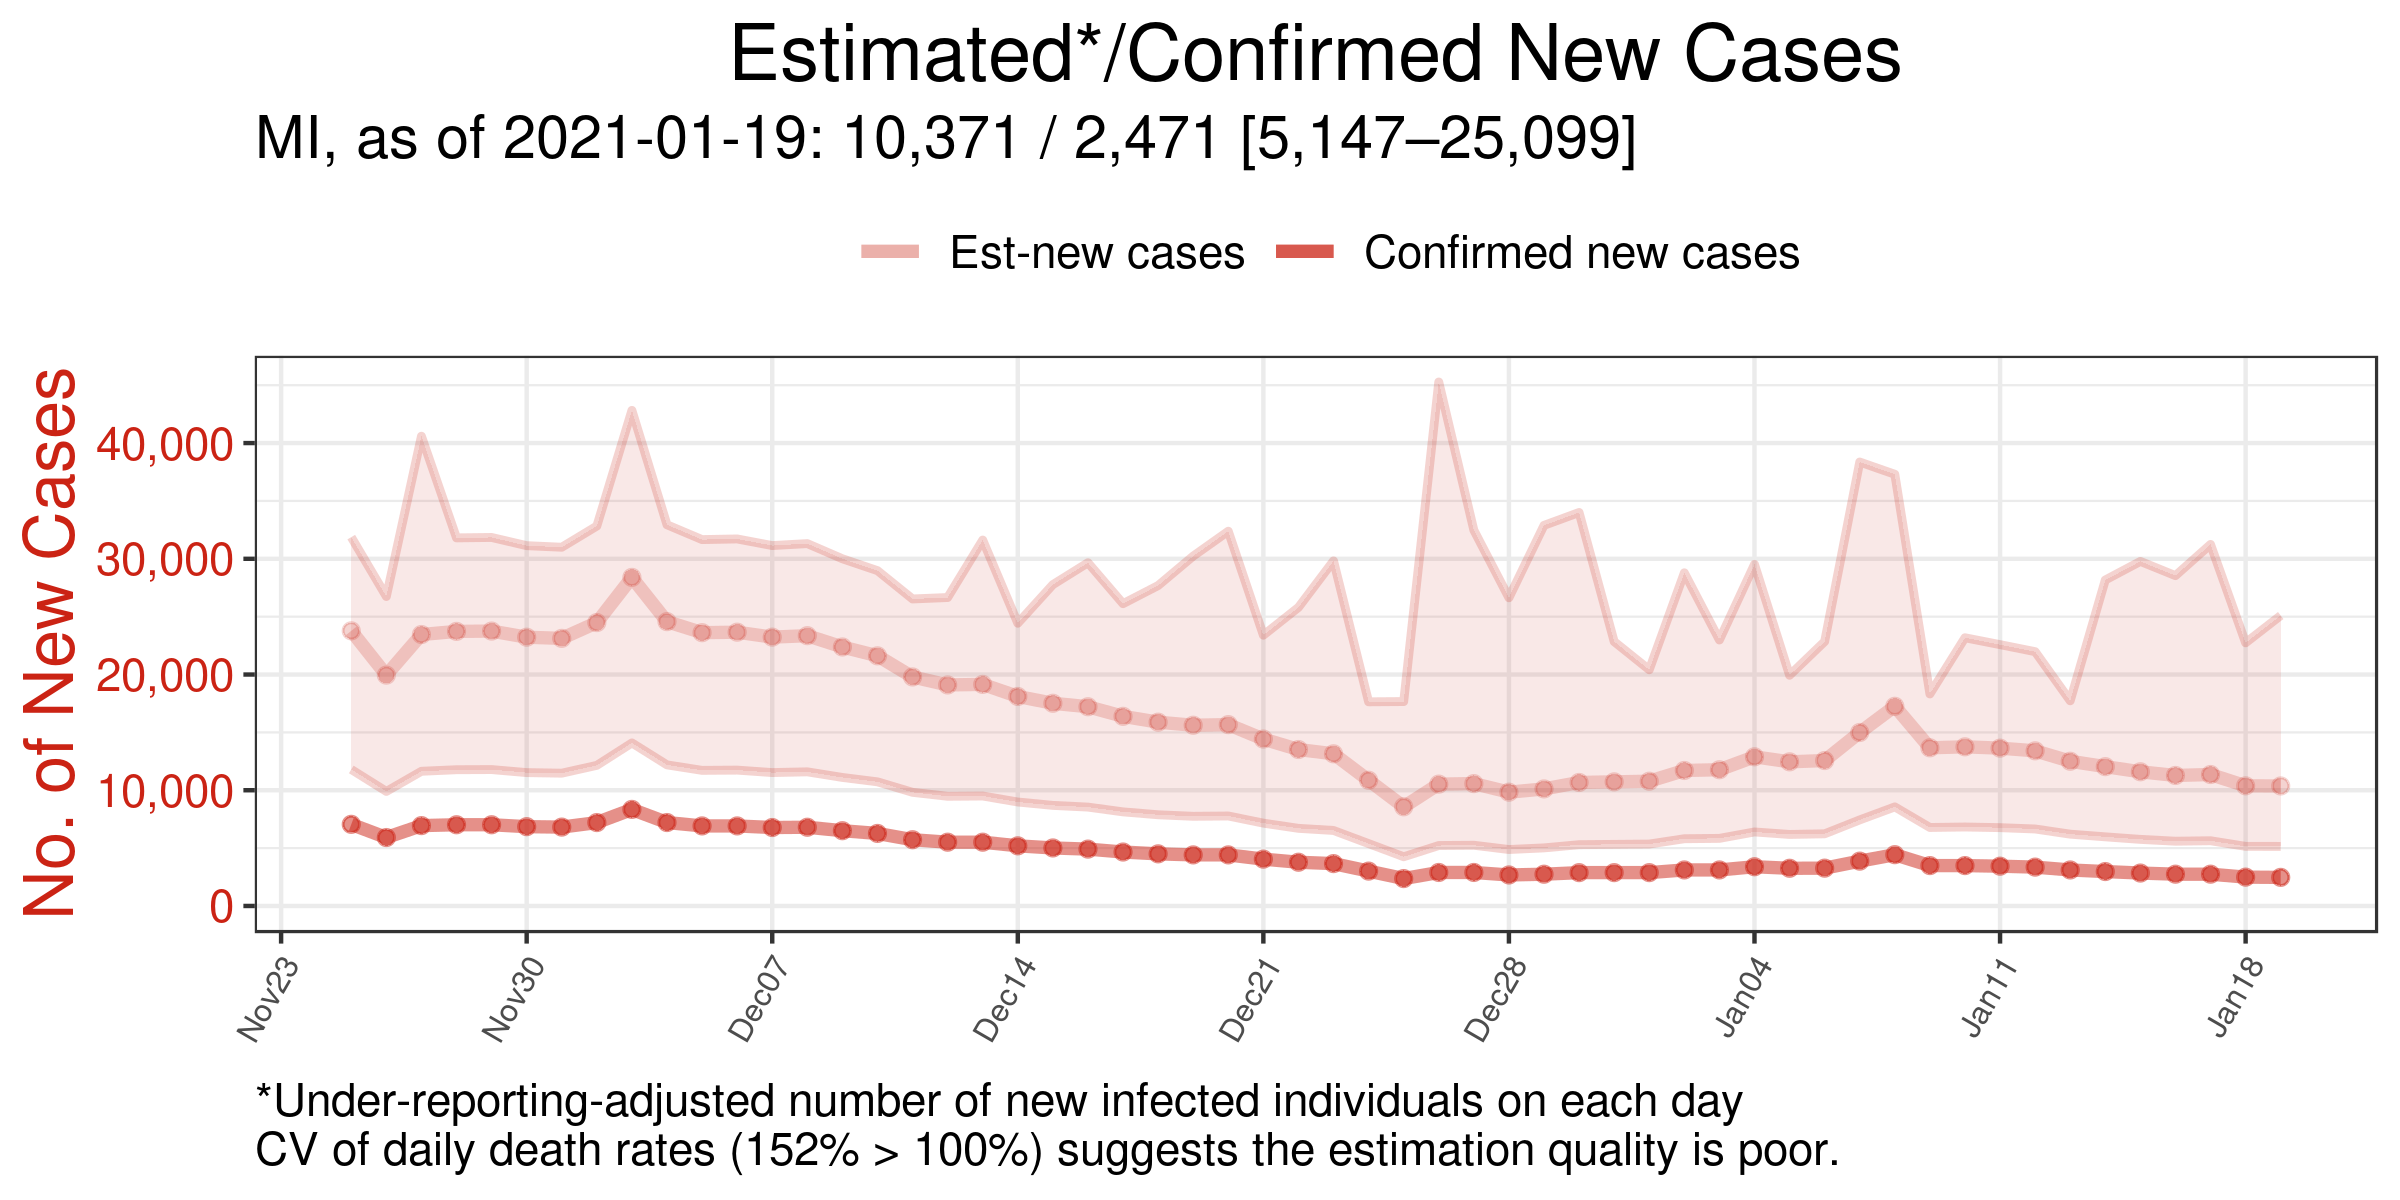 Estimated*/Confirmed New Cases
MI, as of 2021-01-19: 10,371 / 2,471 [5,147–25,099]
Est-new cases
Confirmed new cases
No. of New Cases
40,000
30,000
20,000
10,000
0
Nov23
Nov30
Dec07
Dec14
Dec21
Dec28
Jan04
Jan11
Jan18
*Under-reporting-adjusted number of new infected individuals on each day
CV of daily death rates (152% > 100%) suggests the estimation quality is poor.